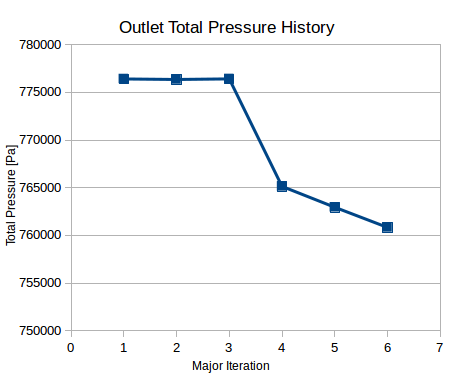 Outlet Total Pressure History
780000
775000
770000
765000
760000
755000
750000
Total Pressure [Pa]
0 1 2 3 4 5 6 7
Major Iteration